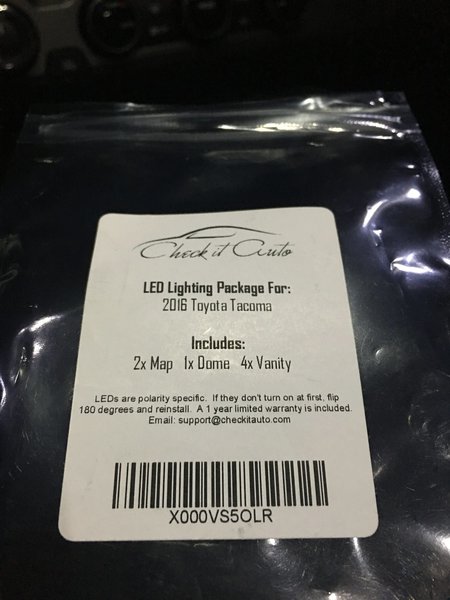 Check it Auto
LED Lighting Package For:
2016 Toyota Tacoma
Includes:
2x Map 1x Dome 4x Vanity
LEDs are polarity specific. If they don't turn on at first, flip
180 degrees and reinstall. A 1 year limited warranty is included.
Email: support@checkitauto.com
X000VS5OLR